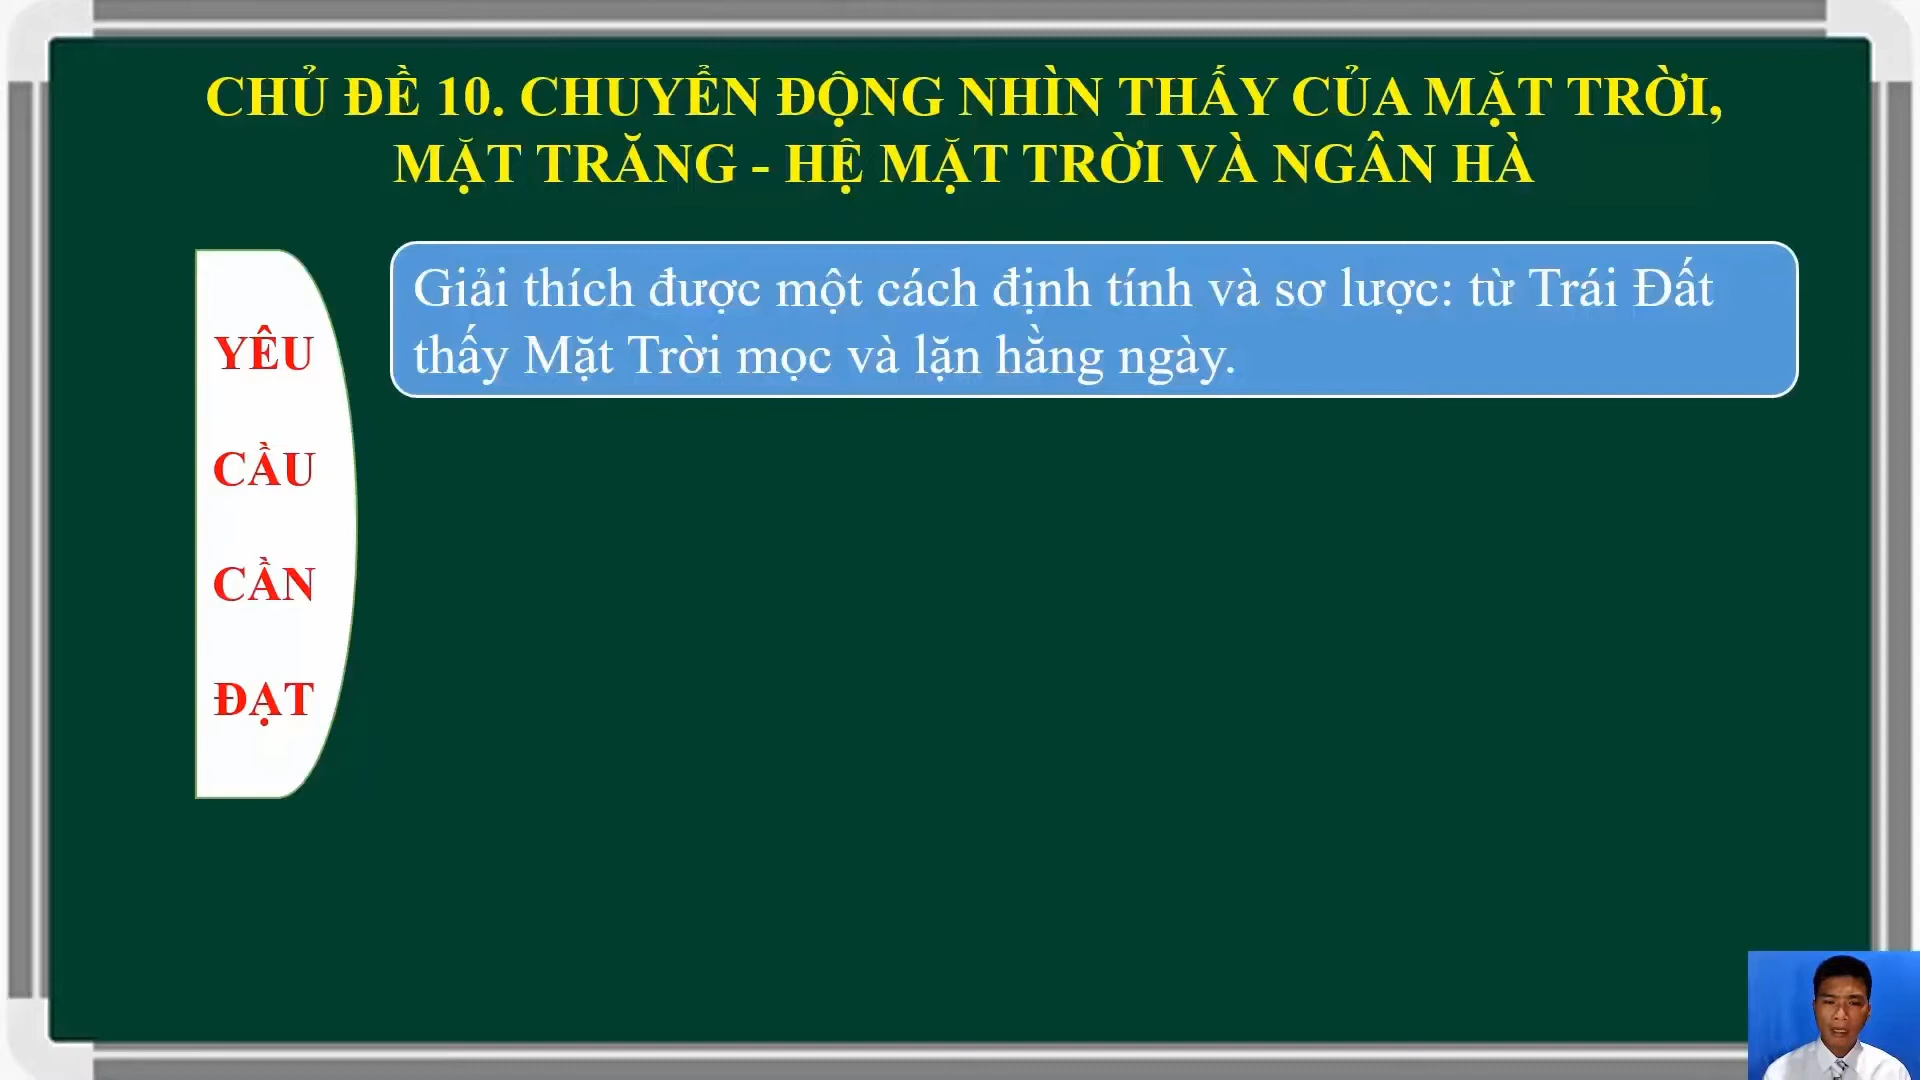 CHỦ ĐỀ 10. CHUYỂN ĐỘNG NHÌN THẤY CỦA MẶT TRỜI,
MẶT TRĂNG - HỆ MẶT TRỜI VÀ NGÂN HÀ
YÊU
CẦU
CẦN
ĐẠT
Giải thích được một cách định tính và sơ lược: từ Trái Đất
thấy Mặt Trời mọc và lặn hằng ngày.